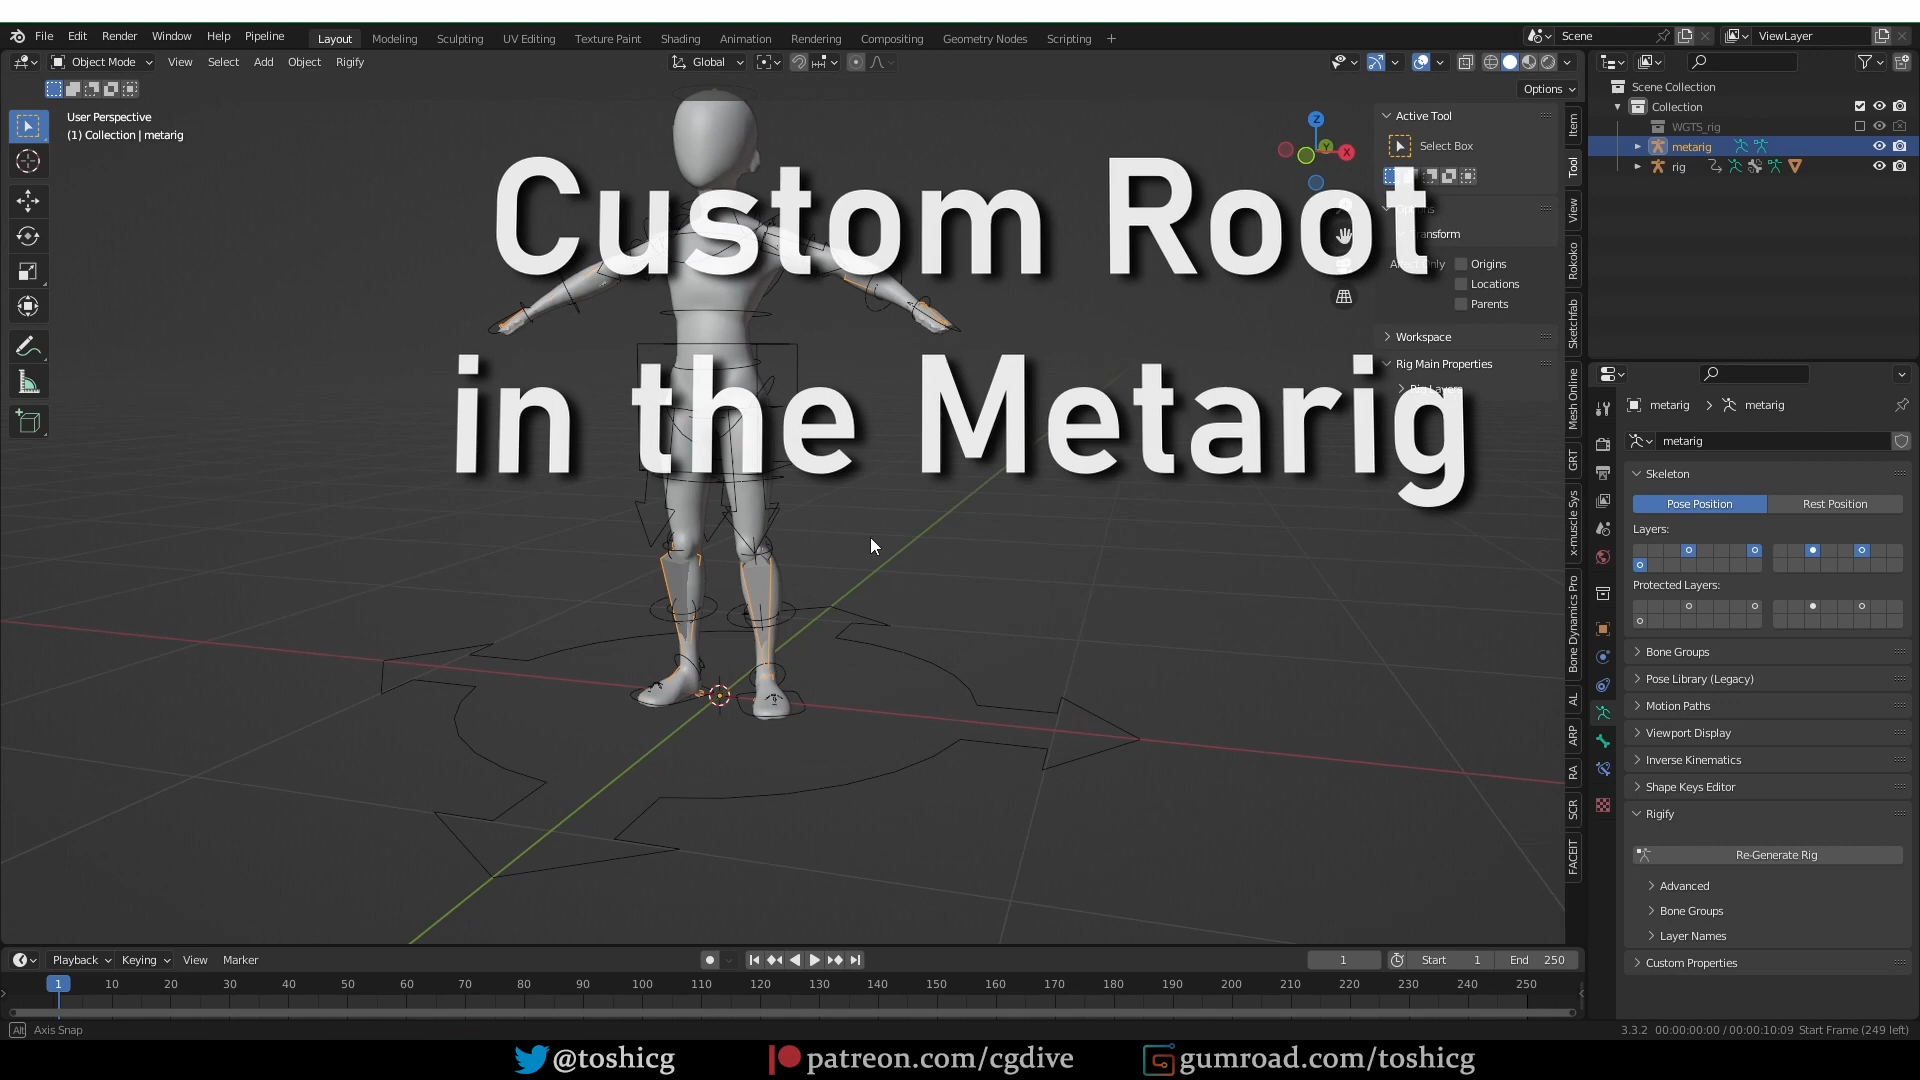 File Edit Render Window Help Pipeline Layout Modeling Sculpting UV Editing Texture Paint Shading Animation Rendering Compositing Geometry Nodes Scripting + Scene ViewLayer
Object Mode View Select Add Object Rigify Global
Options
User Perspective
(1) Collection | metarig
Custom Root
in the Metarig
Z
Y
X
Active Tool
Select Box
Transform
Origins
Locations
Parents
Workspace
Rig Main Properties
Rig Layers
Item
Tool
View
Rokoko
Sketchfab
Mesh Online
GRT
x-muscle Sys
Bone Dynamics Pro
AL
ARP
RA
SCR
FACEIT
Scene Collection
Collection
WGTS_rig
metarig
rig
metarig > metarig
metarig
Skeleton
Pose Position Rest Position
Layers:
Protected Layers:
Bone Groups
Pose Library (Legacy)
Motion Paths
Viewport Display
Inverse Kinematics
Shape Keys Editor
Rigify
Re-Generate Rig
Advanced
Bone Groups
Layer Names
Custom Properties
Playback Keying View Marker 1 Start 1 End 250
1 10 20 30 40 50 60 70 80 90 100 110 120 130 140 150 160 170 180 190 200 210 220 230 240 250
Alt Axis Snap 3.3.2 00:00:00:00 / 00:00:10:09 Start Frame (249 left)
@toshicg patreon.com/cgdive gumroad.com/toshicg